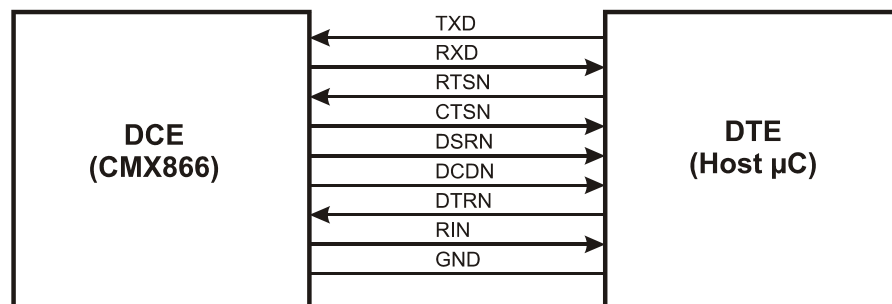 TXD
RXD
RTSN
CTSN
DSRN
DCDN
DTRN
RIN
GND
DCE
(CMX866)
DTE
(Host µC)